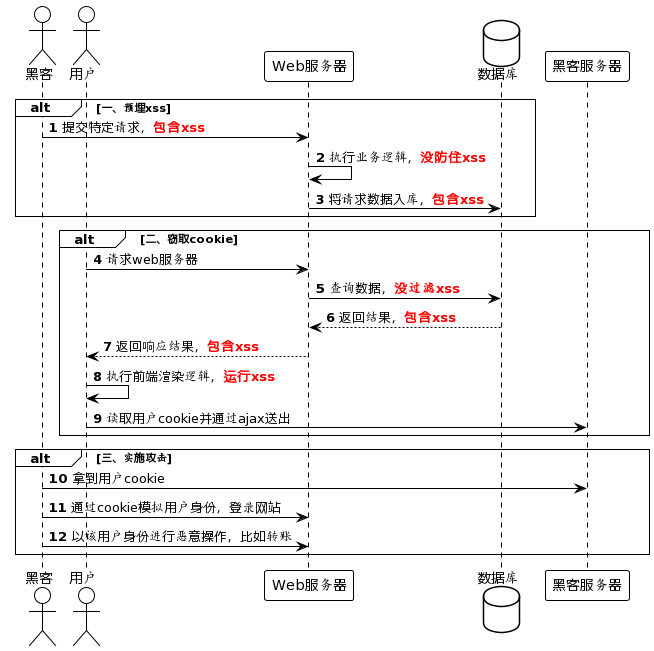 黑客 用户 Web服务器 数据库 黑客服务器
alt [一、预埋xss]
1 提交特定请求，包含xss
2 执行业务逻辑，没防住xss
3 将请求数据入库，包含xss
alt [二、窃取cookie]
4 请求web服务器
5 查询数据，没过滤xss
6 返回结果，包含xss
7 返回响应结果，包含xss
8 执行前端渲染逻辑，运行xss
9 读取用户cookie并通过ajax送出
alt [三、实施攻击]
10 拿到用户cookie
11 通过cookie模拟用户身份，登录网站
12 以该用户身份进行恶意操作，比如转账
黑客 用户 Web服务器 数据库 黑客服务器